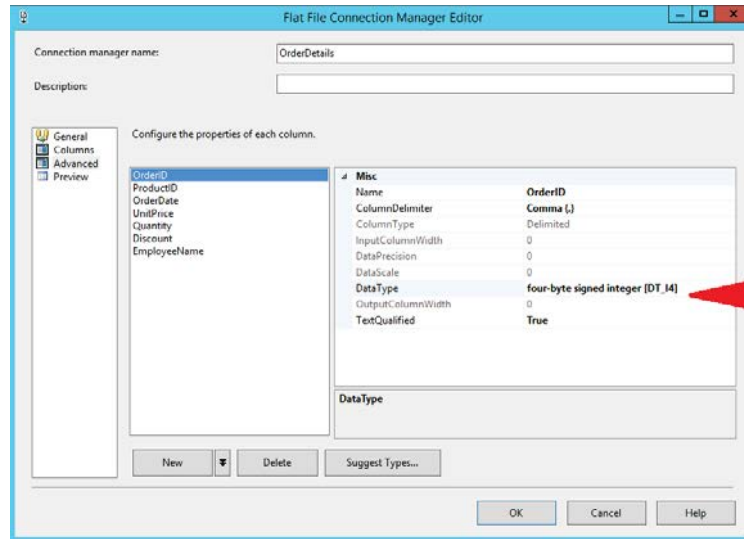 Flat File Connection Manager Editor
Connection manager name: OrderDetails
Description:
General
Columns
Advanced
Preview
Configure the properties of each column.
OrderID
ProductID
OrderDate
UnitPrice
Quantity
Discount
EmployeeName
Misc
Name OrderID
ColumnDelimiter Comma {,}
ColumnType Delimited
InputColumnWidth 0
DataPrecision 0
DataScale 0
DataType four-byte signed integer [DT_I4]
OutputColumnWidth 0
TextQualified True
DataType
New Delete Suggest Types...
OK Cancel Help